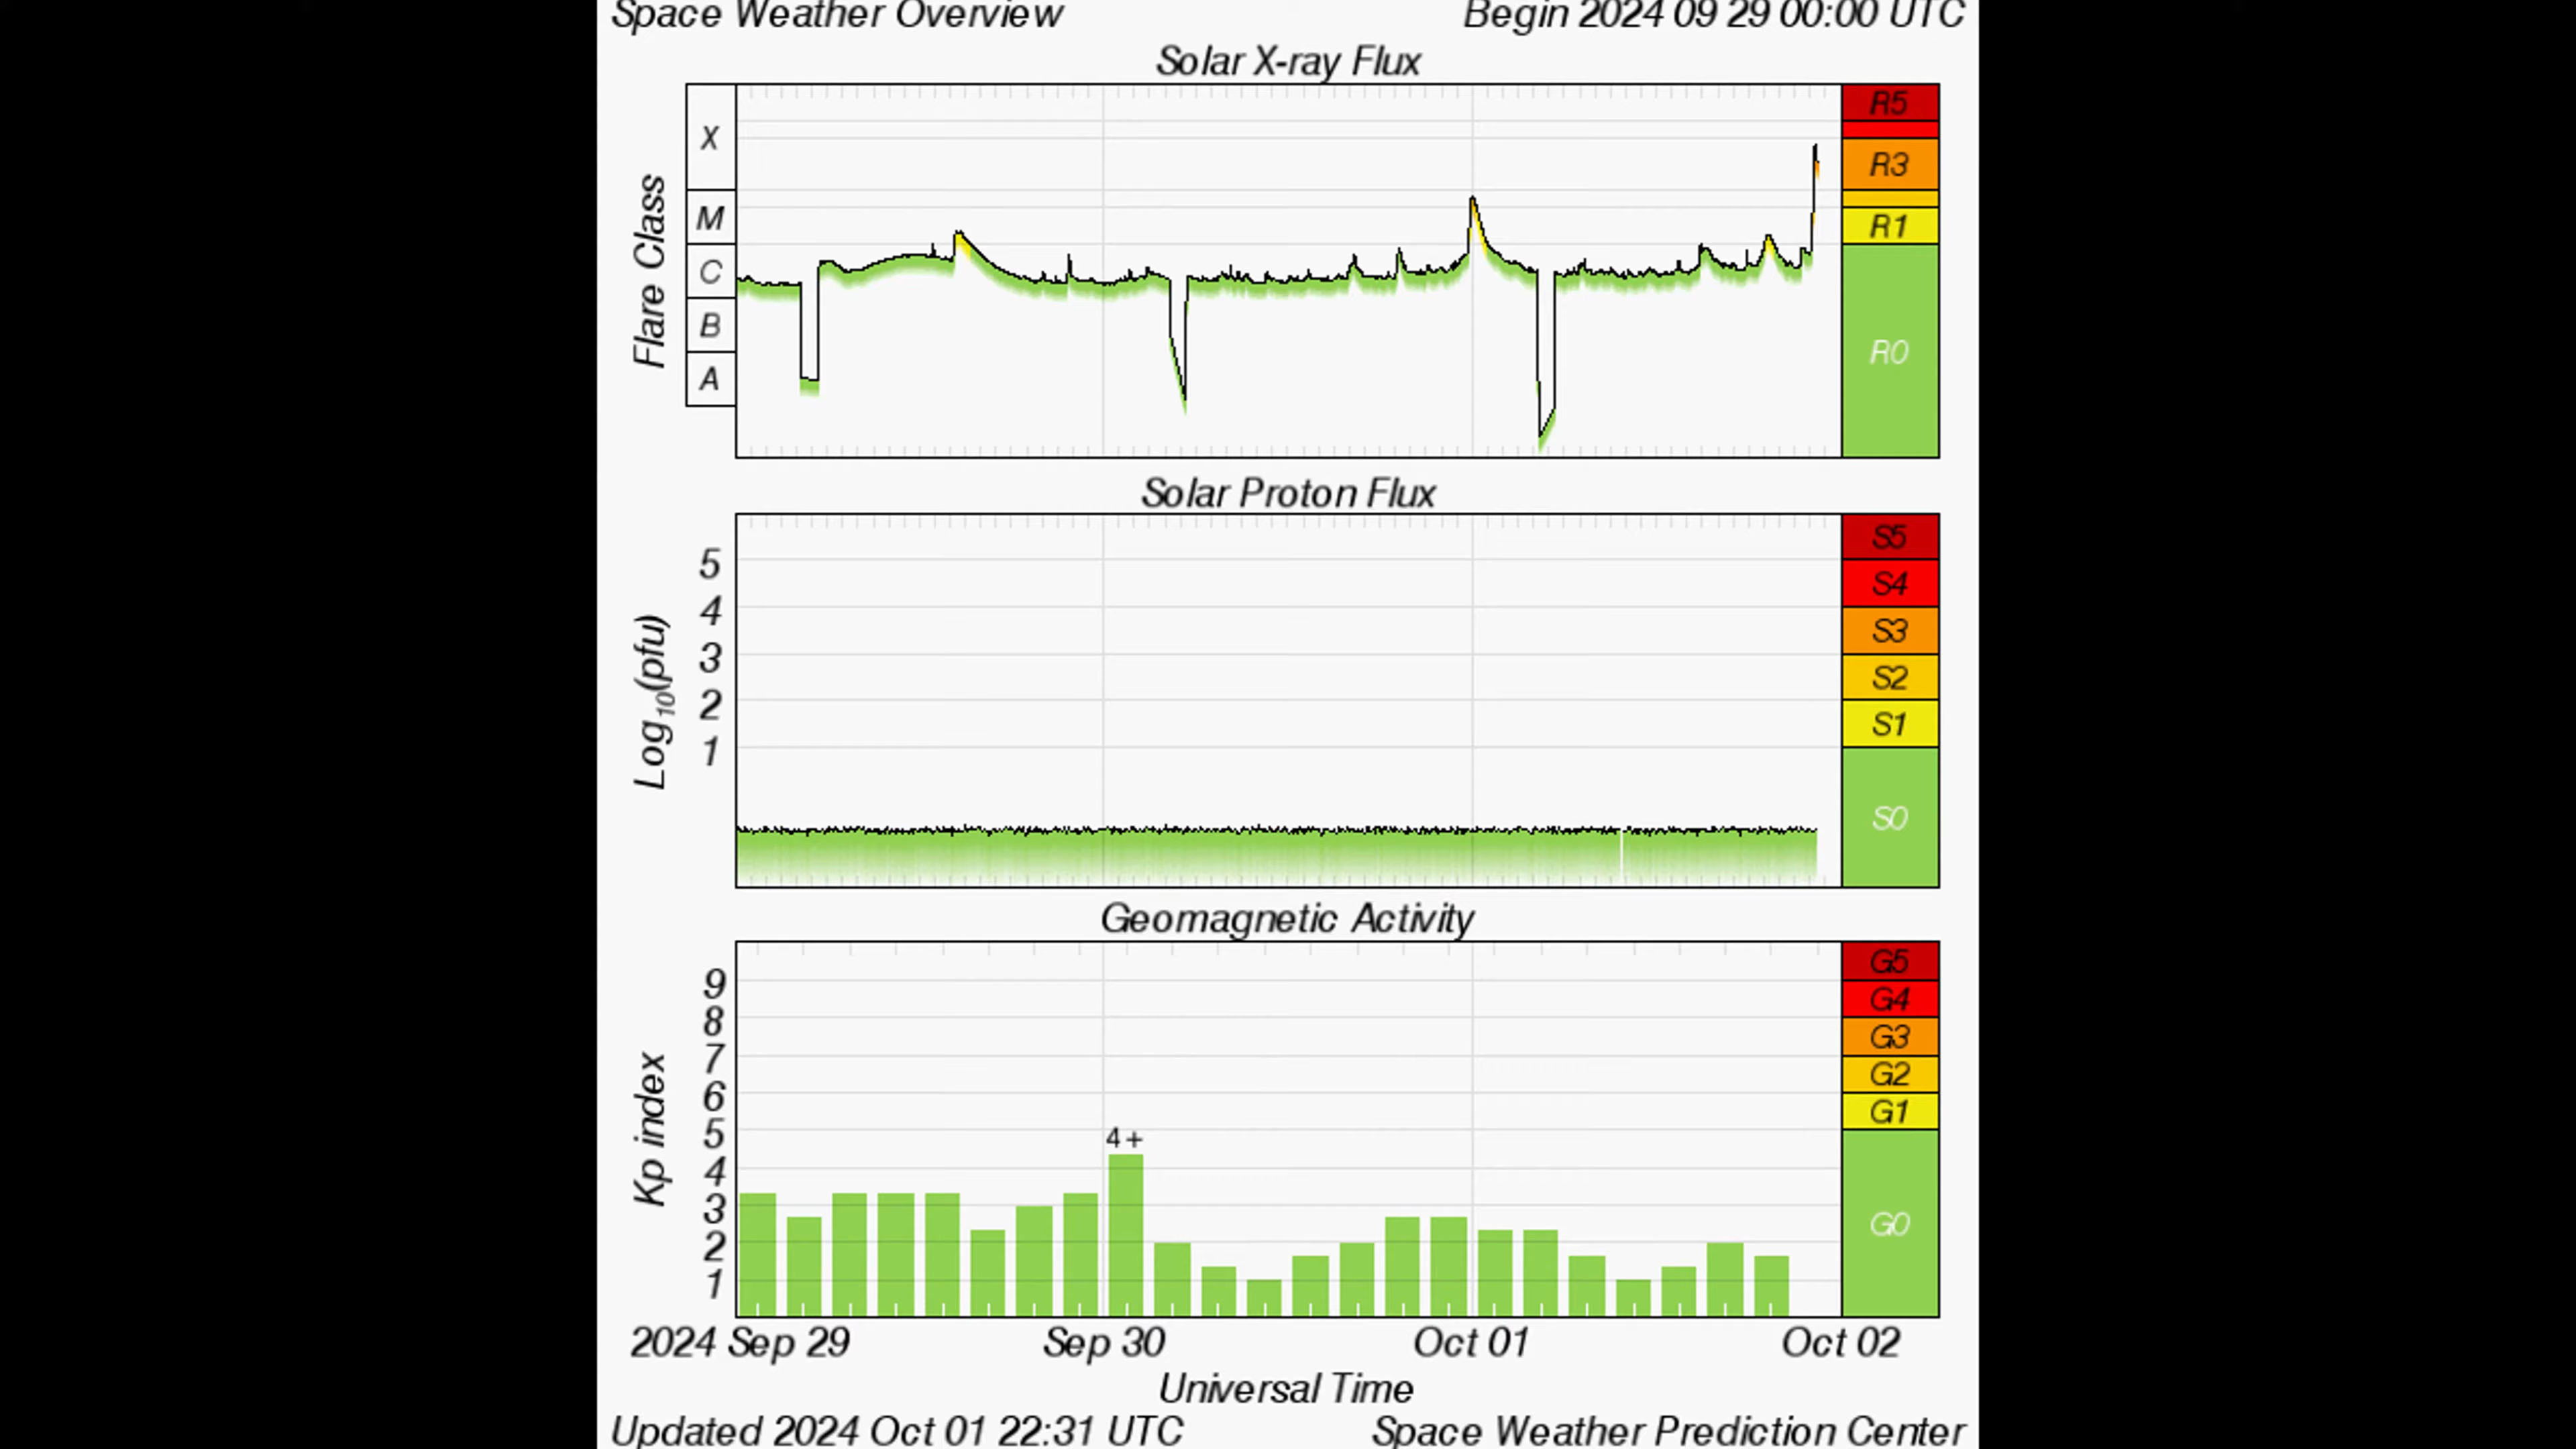 Space Weather Overview
Begin 2024 09 29 00:00 UTC
Solar X-ray Flux
Flare Class
X
M
C
B
A
R5
R3
R1
R0
Solar Proton Flux
Log10(pfu)
5
4
3
2
1
S5
S4
S3
S2
S1
S0
Geomagnetic Activity
Kp index
9
8
7
6
5
4
3
2
1
4+
G5
G4
G3
G2
G1
G0
2024 Sep 29
Sep 30
Oct 01
Oct 02
Universal Time
Updated 2024 Oct 01 22:31 UTC
Space Weather Prediction Center